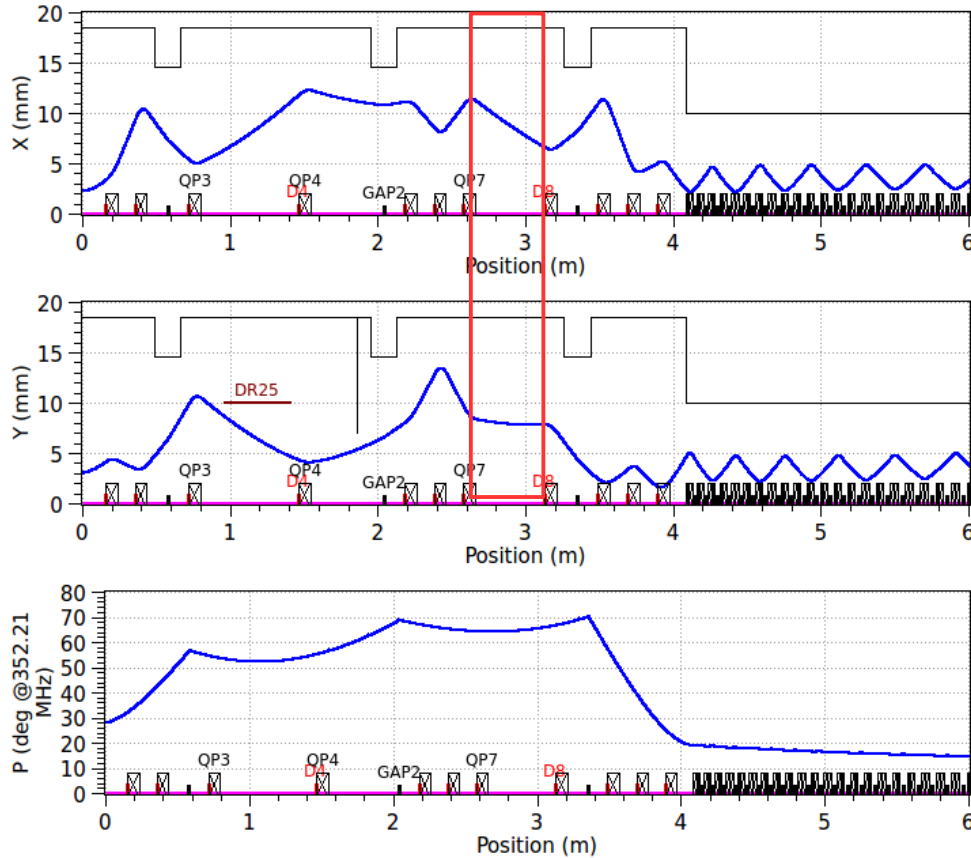 20
15
10
5
0
X (mm)
QP3 QP4 QP7
D4 GAP2 D8
0 1 2 3 4 5 6
Position (m)
20
15
10
5
0
Y (mm)
DR25
QP3 QP4 QP7
D4 GAP2 D8
0 1 2 3 4 5 6
Position (m)
80
70
60
50
40
30
20
10
0
P (deg @352.21
MHz)
QP3 QP4 QP7
D4 GAP2 D8
0 1 2 3 4 5 6
Position (m)